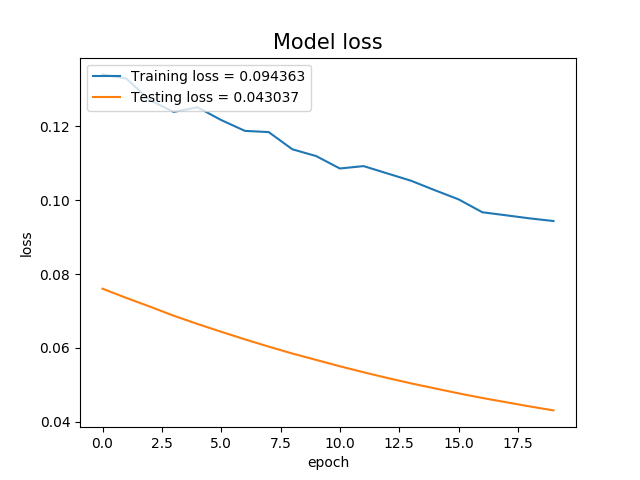 Model loss
Training loss = 0.094363
Testing loss = 0.043037
0.12
0.10
0.08
0.06
0.04
loss
0.0 2.5 5.0 7.5 10.0 12.5 15.0 17.5
epoch